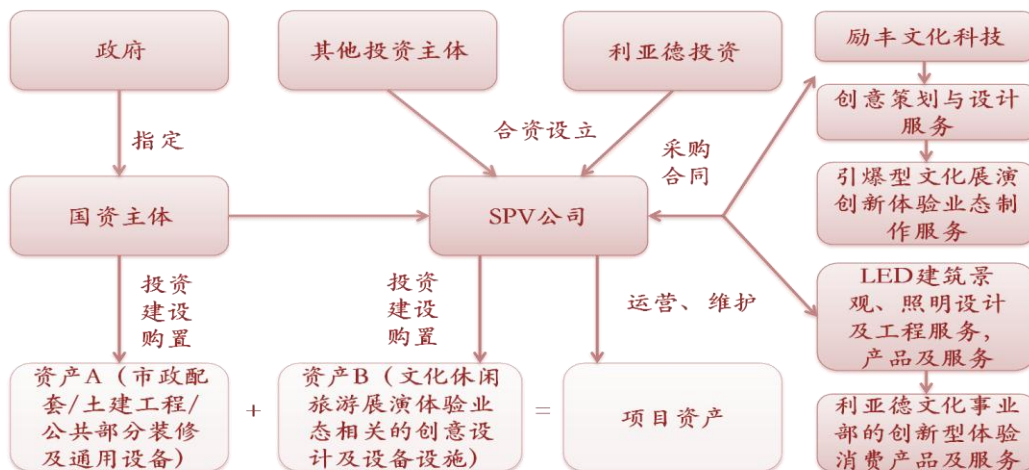 政府
其他投资主体
利亚德投资
励丰文化科技
指定
合资设立
采购
合同
创意策划与设计
服务
国资主体
SPV公司
引爆型文化展演
创新体验业态制
作服务
投资
建设
购置
投资
建设
购置
运营、维护
LED建筑景
观、照明设计
及工程服务,
产品及服务
资产A（市政配
套/土建工程/
公共部分装修
及通用设备）
+
资产B（文化休闲
旅游展演体验业
态相关的创意设
计及设备设施）
=
项目资产
利亚德文化事业
部的创新型体验
消费产品及服务